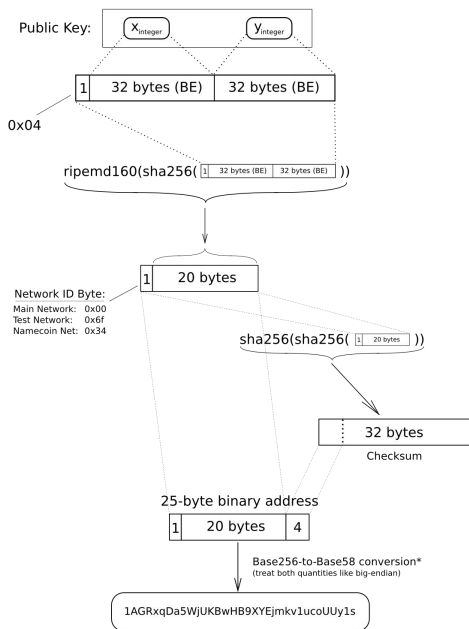 Public Key:
x integer
y integer
1
32 bytes (BE)
32 bytes (BE)
0x04
ripemd160(sha256( 1 32 bytes (BE) 32 bytes (BE) ))
1
20 bytes
Network ID Byte:
Main Network: 0x00
Test Network: 0x6f
Namecoin Net: 0x34
sha256(sha256( 1 20 bytes ))
32 bytes
Checksum
25-byte binary address
1
20 bytes
4
Base256-to-Base58 conversion*
(treat both quantities like big-endian)
1AGRxqDa5WjUKBwHB9XYEjmkv1ucoUUy1s